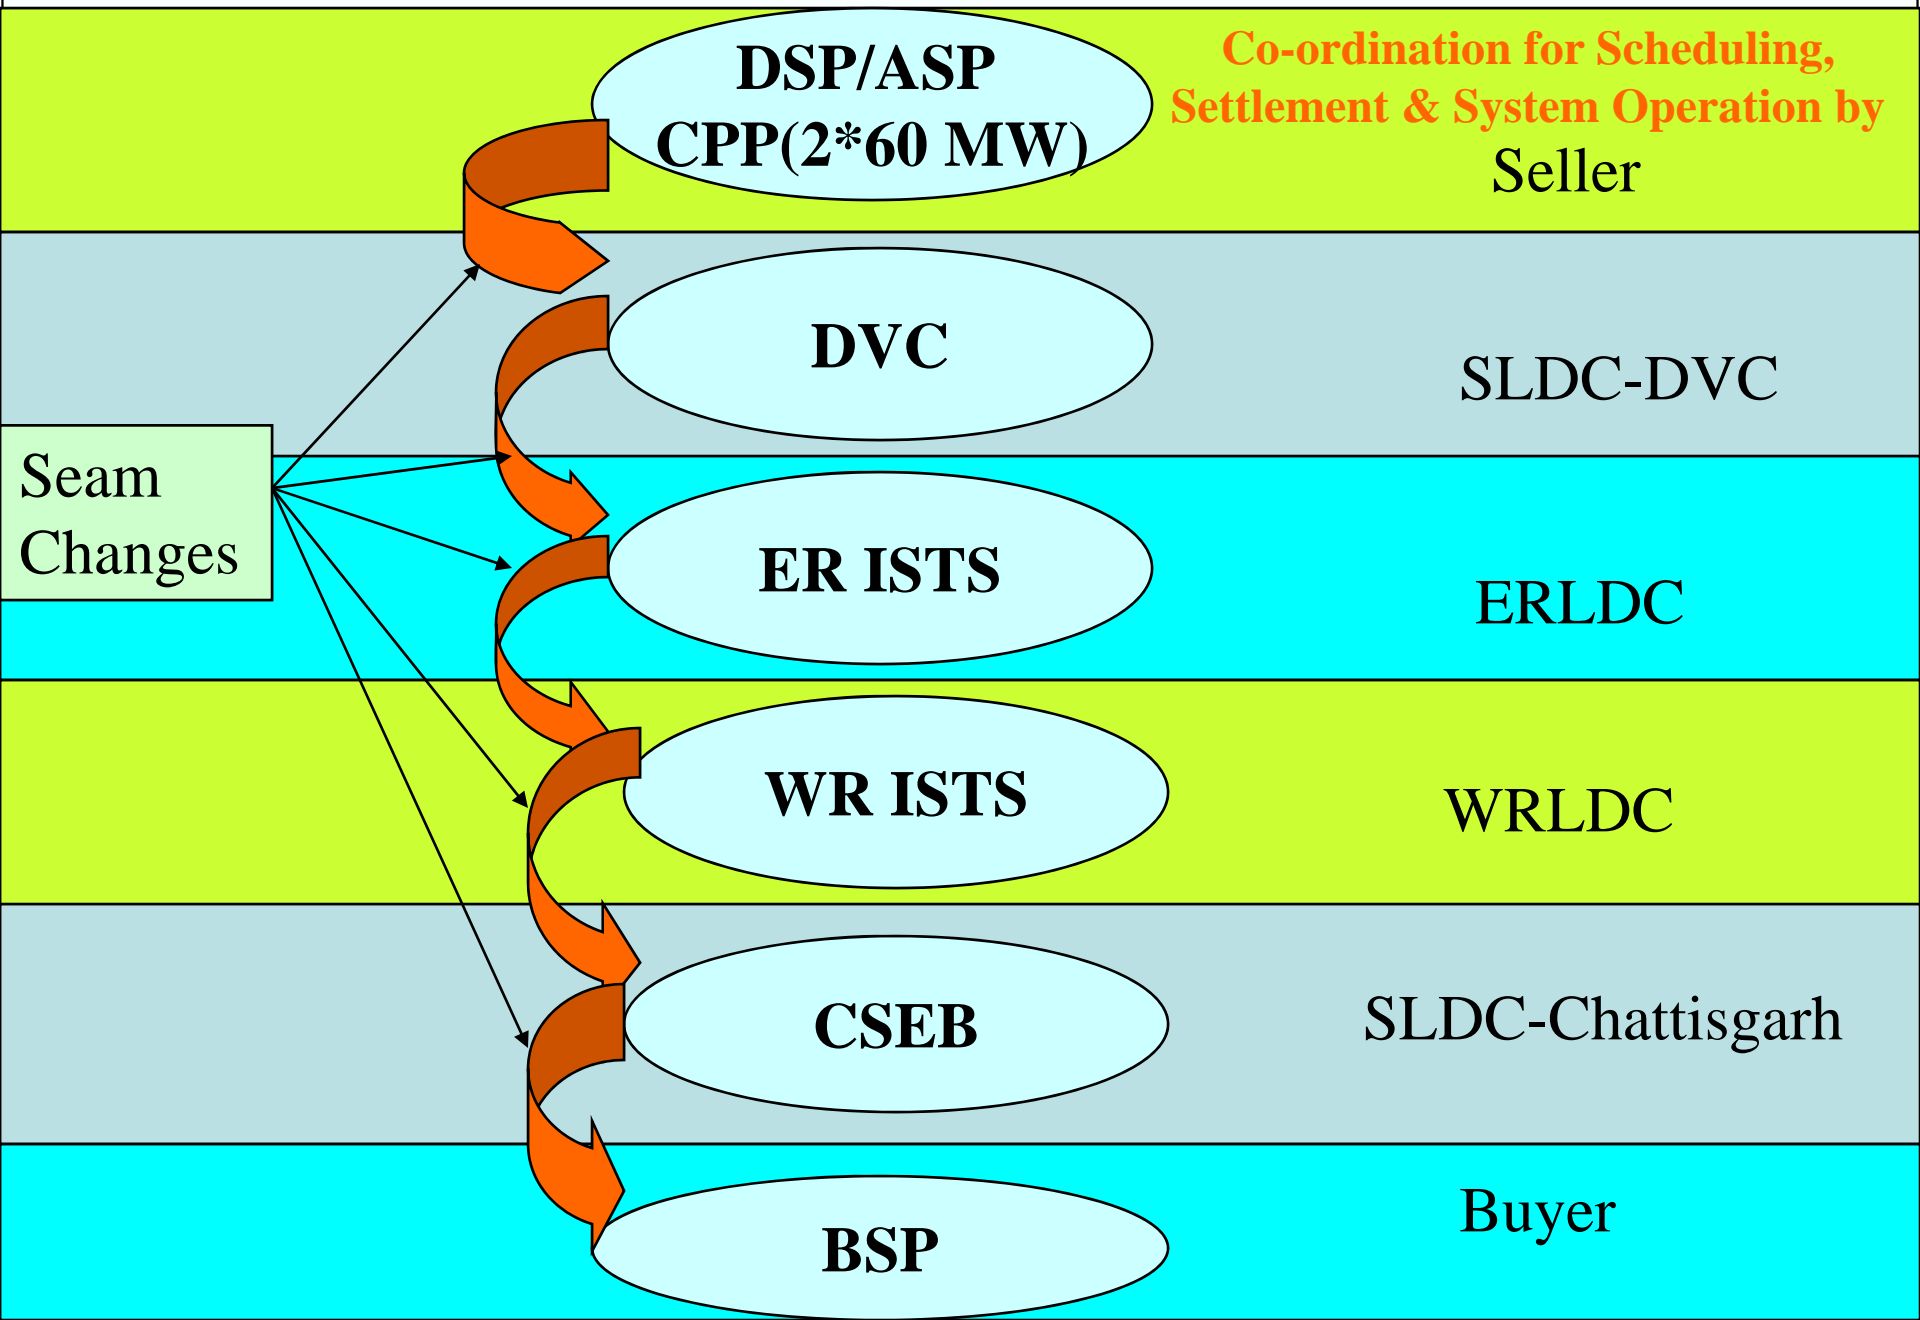 DSP/ASP
CPP(2*60 MW)
Co-ordination for Scheduling,
Settlement & System Operation by
Seller
DVC
SLDC-DVC
Seam
Changes
ER ISTS
ERLDC
WR ISTS
WRLDC
CSEB
SLDC-Chattisgarh
BSP
Buyer